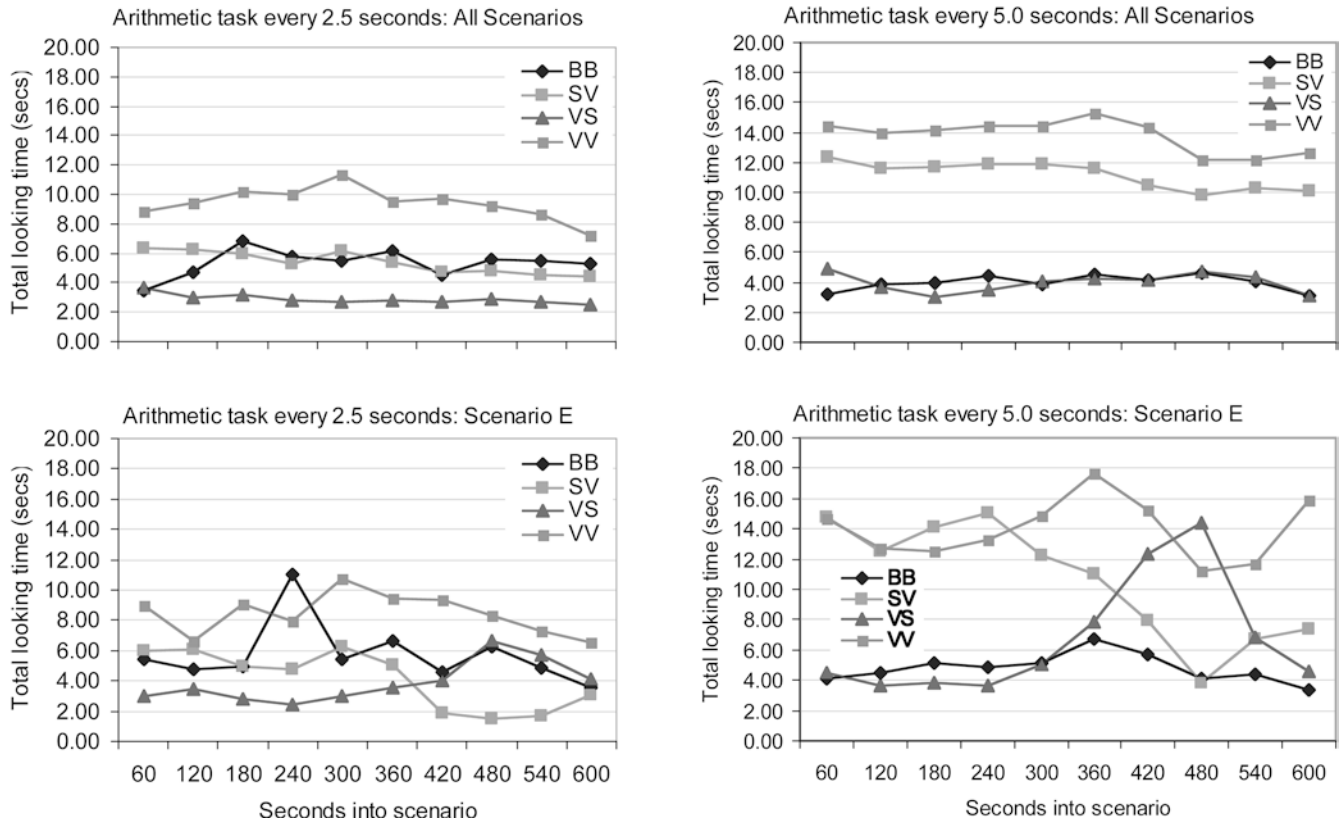 Arithmetic task every 2.5 seconds: All Scenarios
Total looking time (secs)
20.00
18.00
16.00
14.00
12.00
10.00
8.00
6.00
4.00
2.00
0.00
BB
SV
VS
VV
Arithmetic task every 5.0 seconds: All Scenarios
Total looking time (secs)
20.00
18.00
16.00
14.00
12.00
10.00
8.00
6.00
4.00
2.00
0.00
BB
SV
VS
VV
Arithmetic task every 2.5 seconds: Scenario E
Total looking time (secs)
20.00
18.00
16.00
14.00
12.00
10.00
8.00
6.00
4.00
2.00
0.00
BB
SV
VS
VV
60 120 180 240 300 360 420 480 540 600
Seconds into scenario
Arithmetic task every 5.0 seconds: Scenario E
Total looking time (secs)
20.00
18.00
16.00
14.00
12.00
10.00
8.00
6.00
4.00
2.00
0.00
BB
SV
VS
VV
60 120 180 240 300 360 420 480 540 600
Seconds into scenario